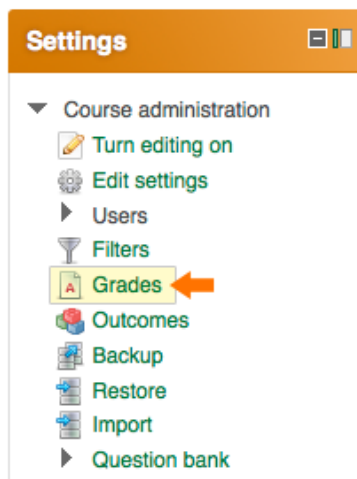 Settings
Course administration
Turn editing on
Edit settings
Users
Filters
A Grades
Outcomes
Backup
Restore
Import
Question bank